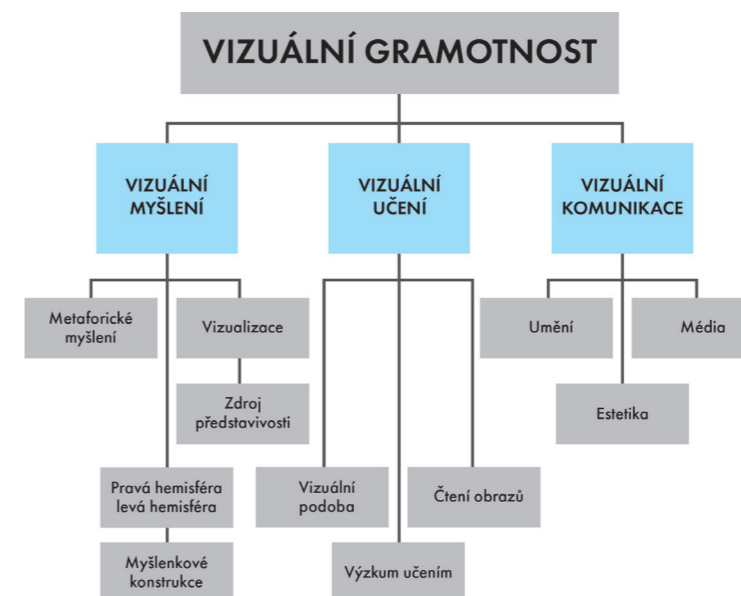 VIZUÁLNÍ GRAMOTNOST
VIZUÁLNÍ
MYŠLENÍ
VIZUÁLNÍ
UČENÍ
VIZUÁLNÍ
KOMUNIKACE
Metaforické
myšlení
Vizualizace
Umění
Média
Zdroj
představivosti
Estetika
Pravá hemisféra
levá hemisféra
Vizuální
podoba
Čtení obrazů
Myšlenkové
konstrukce
Výzkum učením